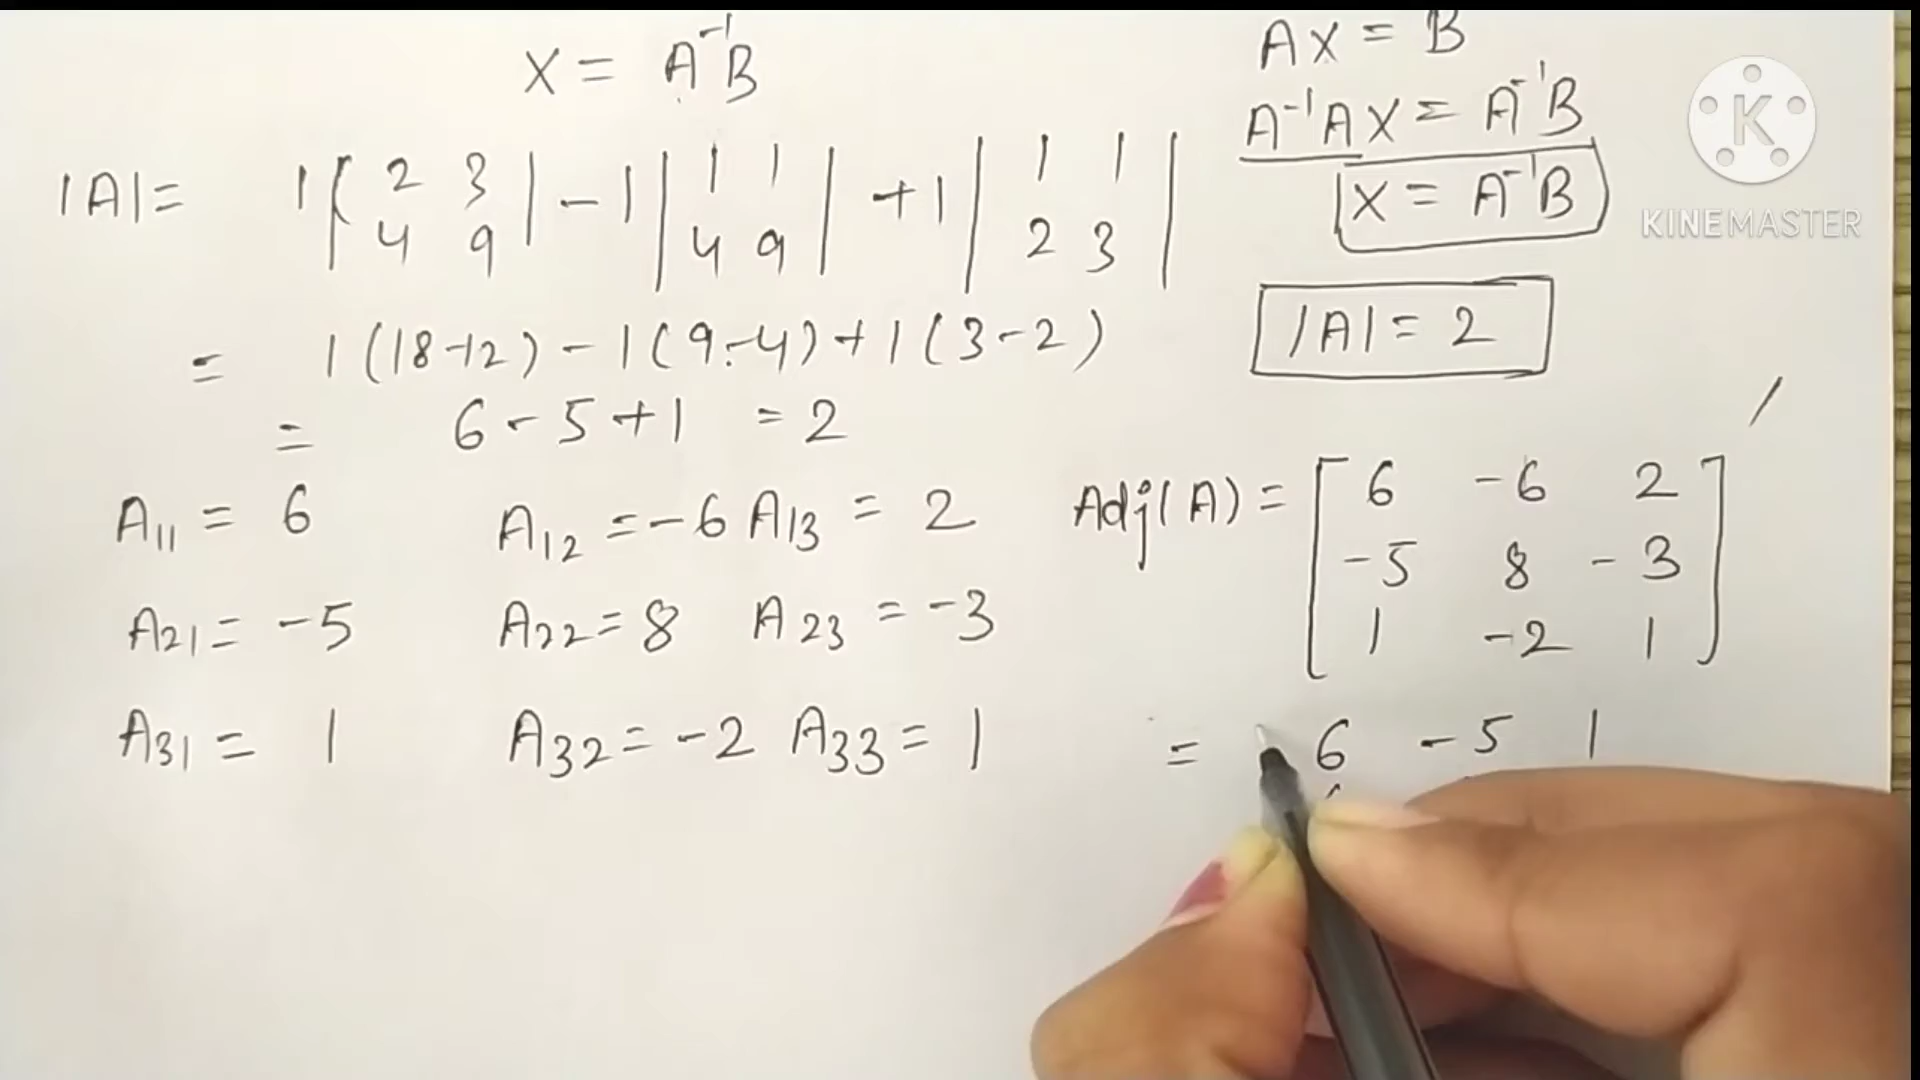 X = A⁻¹B
AX = B
A⁻¹AX = A⁻¹B
X = A⁻¹B
KINEMASTER
|A| = 1 | 2 3 | - 1 | 1 1 | + 1 | 1 1 |
4 9 4 9 2 3
= 1(18-12) - 1(9-4) + 1(3-2)
|A| = 2
= 6 - 5 + 1 = 2
A11 = 6 A12 = -6 A13 = 2
A21 = -5 A22 = 8 A23 = -3
A31 = 1 A32 = -2 A33 = 1
Adj(A) = [ 6 -6 2
-5 8 -3
1 -2 1 ]
= 6 -5 1